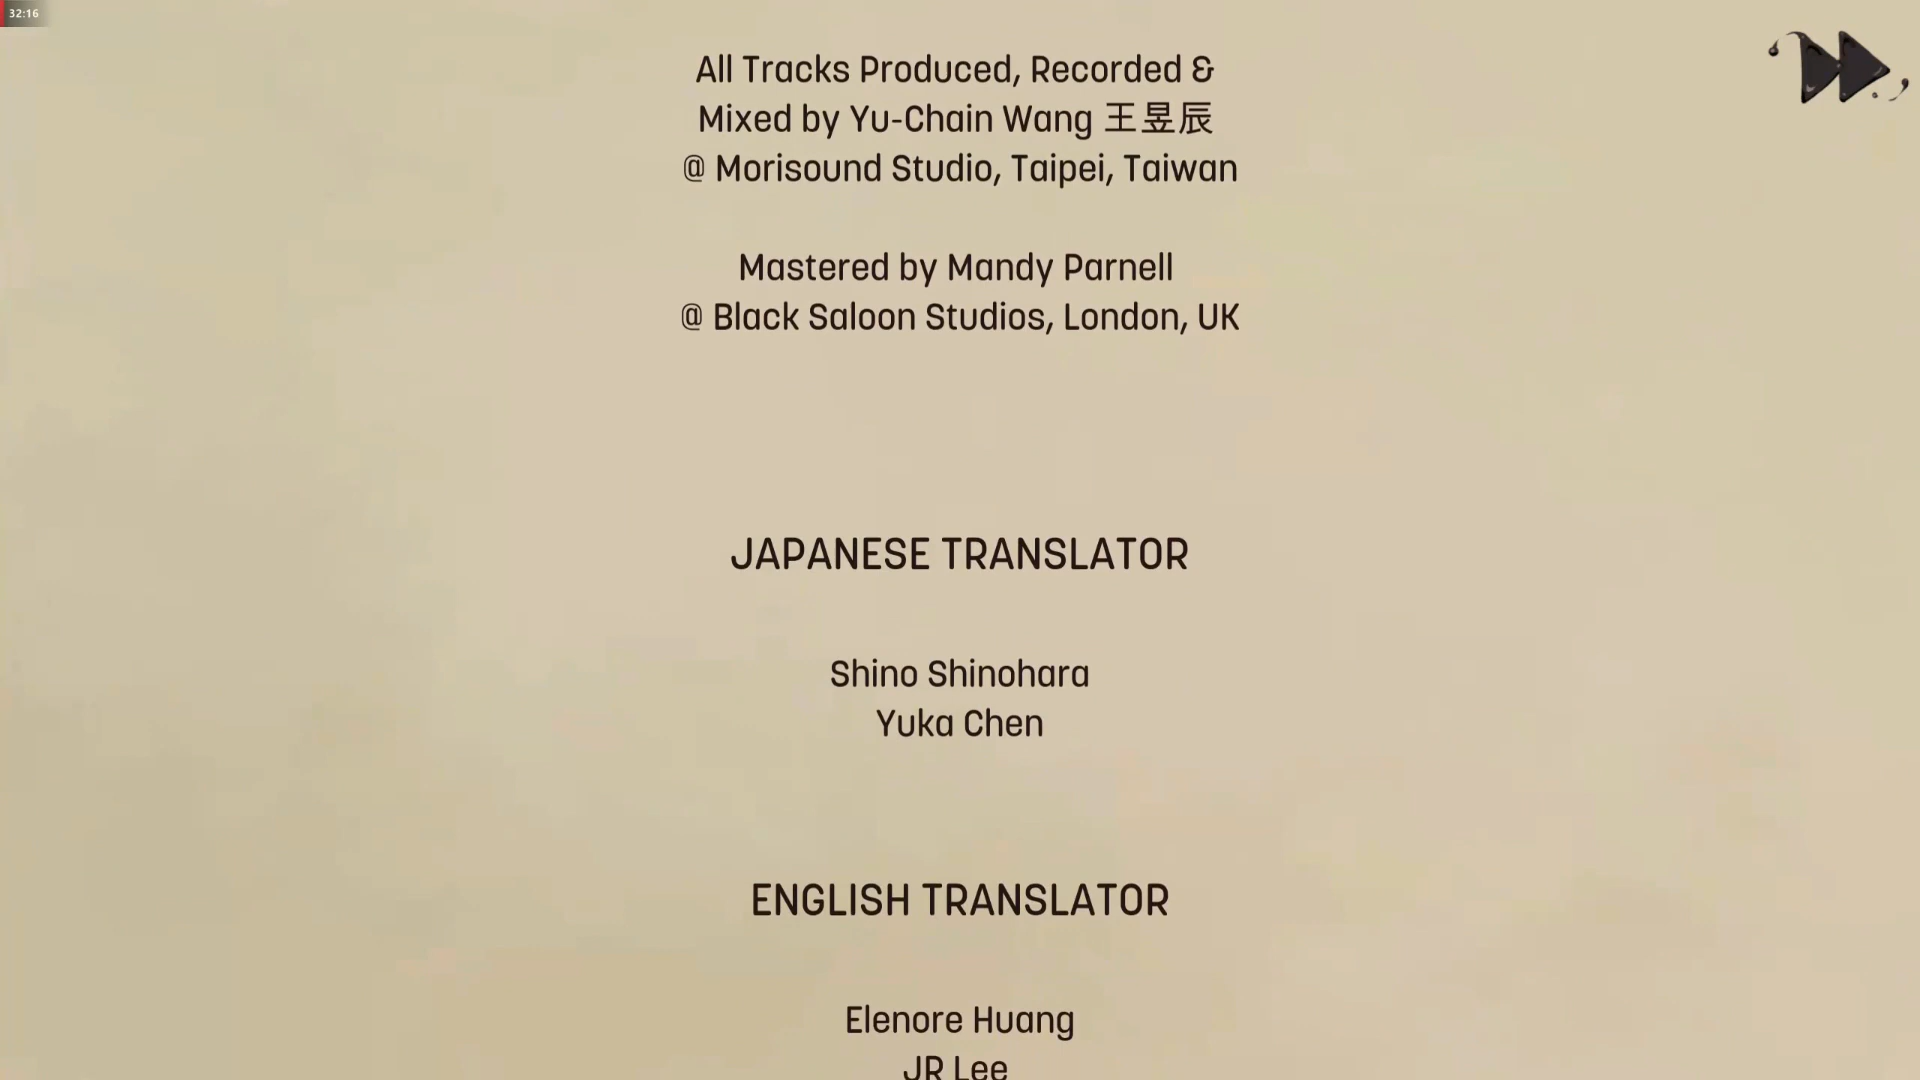 32:16
All Tracks Produced, Recorded &
Mixed by Yu-Chain Wang 王昱辰
@ Morisound Studio, Taipei, Taiwan
Mastered by Mandy Parnell
@ Black Saloon Studios, London, UK
JAPANESE TRANSLATOR
Shino Shinohara
Yuka Chen
ENGLISH TRANSLATOR
Elenore Huang
JR Lee